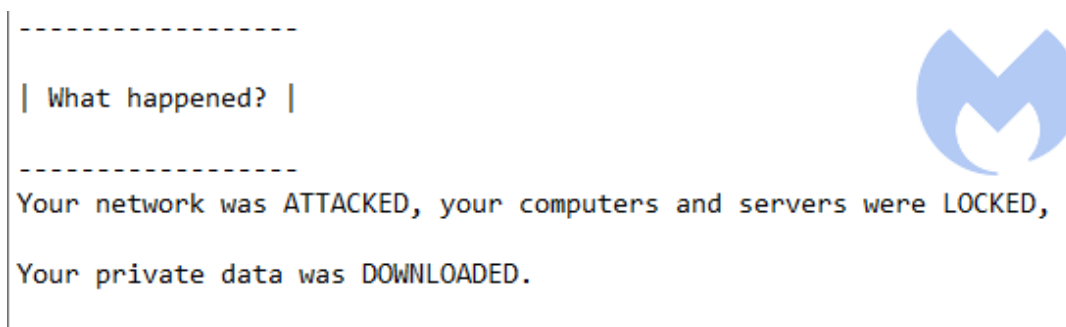 ------------------
| What happened? |
------------------
Your network was ATTACKED, your computers and servers were LOCKED,
Your private data was DOWNLOADED.